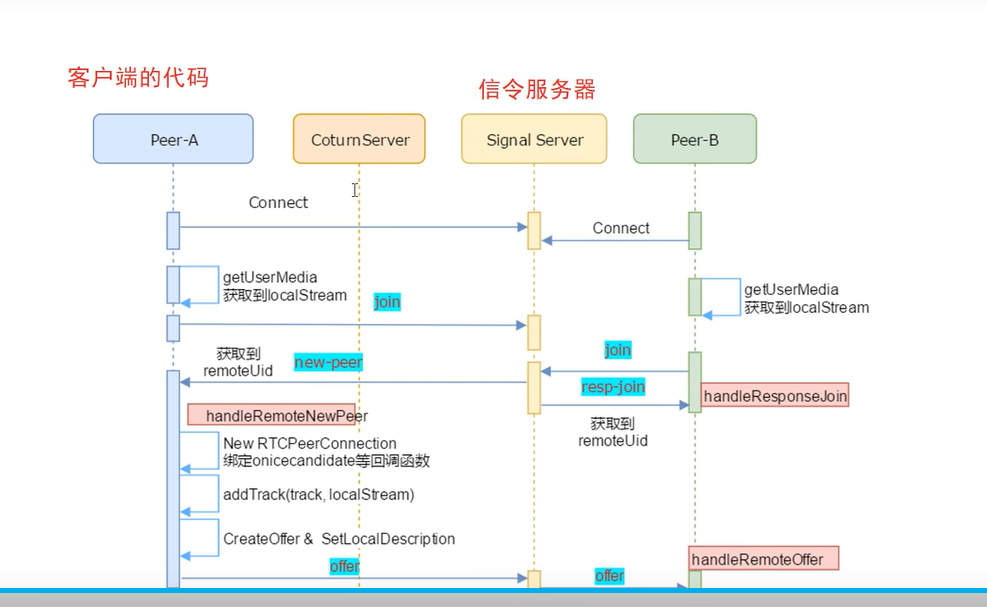 客户端的代码
信令服务器
Peer-A
CoturnServer
Signal Server
Peer-B
Connect
Connect
getUserMedia
获取到localStream
getUserMedia
获取到localStream
join
join
获取到
remoteUid
new-peer
resp-join
handleResponseJoin
handleRemoteNewPeer
获取到
remoteUid
New RTCPeerConnection
绑定onicecandidate等回调函数
addTrack(track, localStream)
CreateOffer & SetLocalDescription
handleRemoteOffer
offer
offer